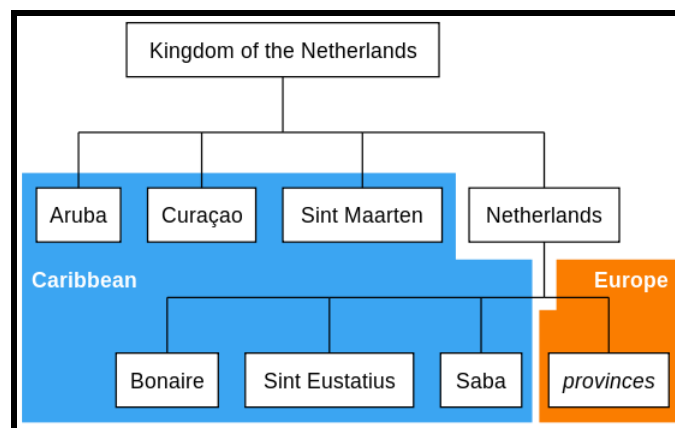 Kingdom of the Netherlands
Aruba
Curaçao
Sint Maarten
Netherlands
Caribbean
Europe
Bonaire
Sint Eustatius
Saba
provinces